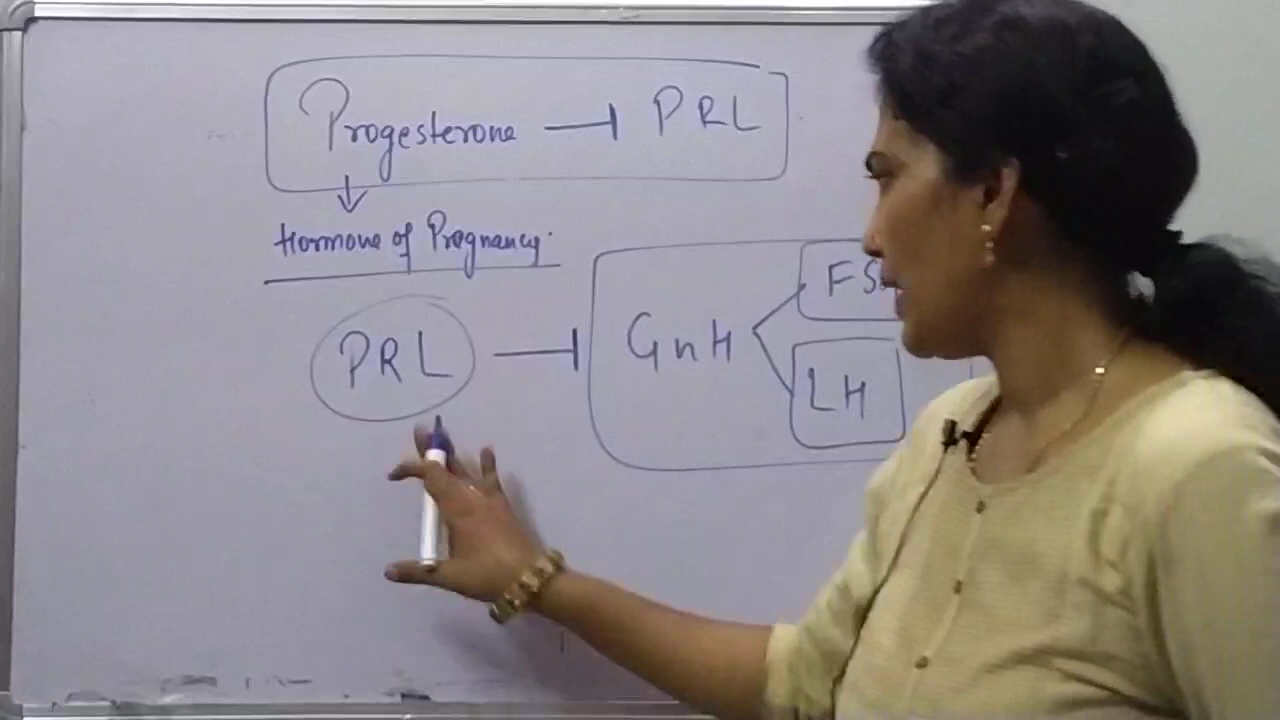 Progesterone ⊣ PRL
↓
Hormone of Pregnancy.
PRL ⊣ GnH
LH